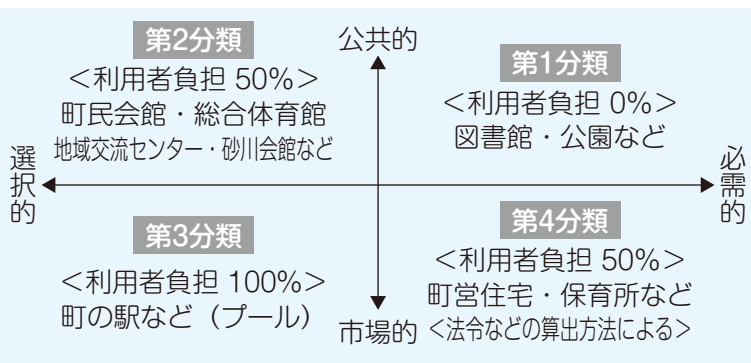 公共的
第2分類
＜利用者負担 50%＞
町民会館・総合体育館
地域交流センター・砂川会館など
第1分類
＜利用者負担 0%＞
図書館・公園など
選択的
必需的
第3分類
＜利用者負担 100%＞
町の駅など（プール）
第4分類
＜利用者負担 50%＞
町営住宅・保育所など
＜法令などの算出方法による＞
市場的